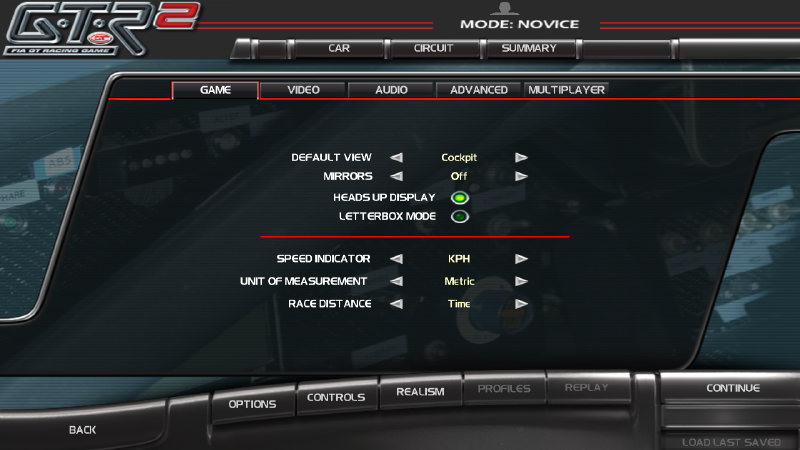 GTR2
FIA GT RACING GAME
MODE: NOVICE
CAR CIRCUIT SUMMARY
GAME VIDEO AUDIO ADVANCED MULTIPLAYER
ABS
DEFAULT VIEW Cockpit
MIRRORS Off
HEADS UP DISPLAY
LETTERBOX MODE
SPEED INDICATOR KPH
UNIT OF MEASUREMENT Metric
RACE DISTANCE Time
BACK OPTIONS CONTROLS REALISM PROFILES REPLAY CONTINUE
LOAD LAST SAVED